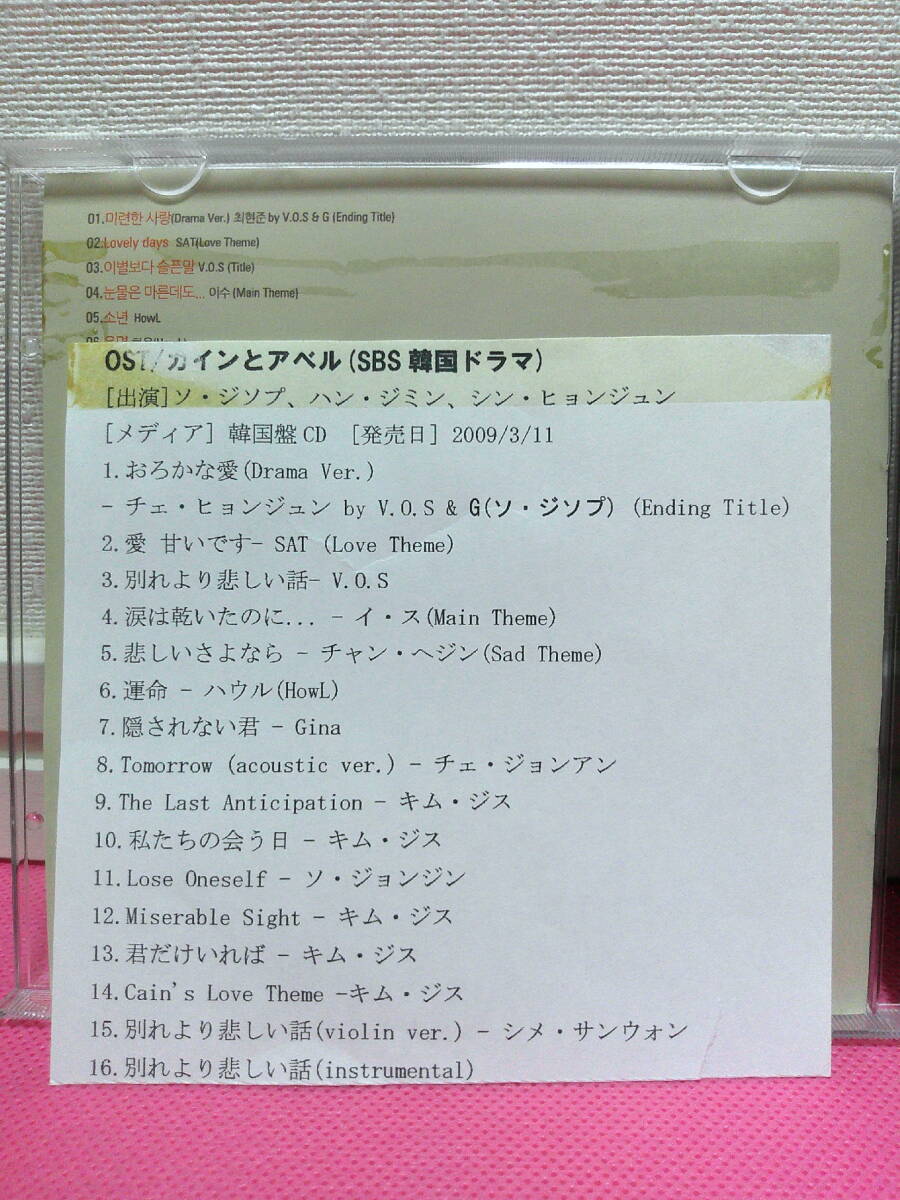 01.미련한 사랑(Drama Ver.) 최현준 by V.O.S & G (Ending Title)
02.Lovely days SAT(Love Theme)
03.이별보다 슬픈말 V.O.S (Title)
04.눈물은 마른데도... 이수 (Main Theme)
05.소년 HowL
OST/カインとアベル(SBS 韓国ドラマ)
[出演]ソ・ジソプ、ハン・ジミン、シン・ヒョンジュン
[メディア] 韓国盤CD [発売日] 2009/3/11
1.おろかな愛(Drama Ver.)
- チェ・ヒョンジュン by V.O.S & G(ソ・ジソプ) (Ending Title)
2.愛 甘いです- SAT (Love Theme)
3.別れより悲しい話- V.O.S
4.涙は乾いたのに... - イ・ス(Main Theme)
5.悲しいさよなら - チャン・ヘジン(Sad Theme)
6.運命 - ハウル(HowL)
7.隠されない君 - Gina
8.Tomorrow (acoustic ver.) - チェ・ジョンアン
9.The Last Anticipation - キム・ジス
10.私たちの会う日 - キム・ジス
11.Lose Oneself - ソ・ジョンジン
12.Miserable Sight - キム・ジス
13.君だけいれば - キム・ジス
14.Cain's Love Theme -キム・ジス
15.別れより悲しい話(violin ver.) - シメ・サンウォン
16.別れより悲しい話(instrumental)